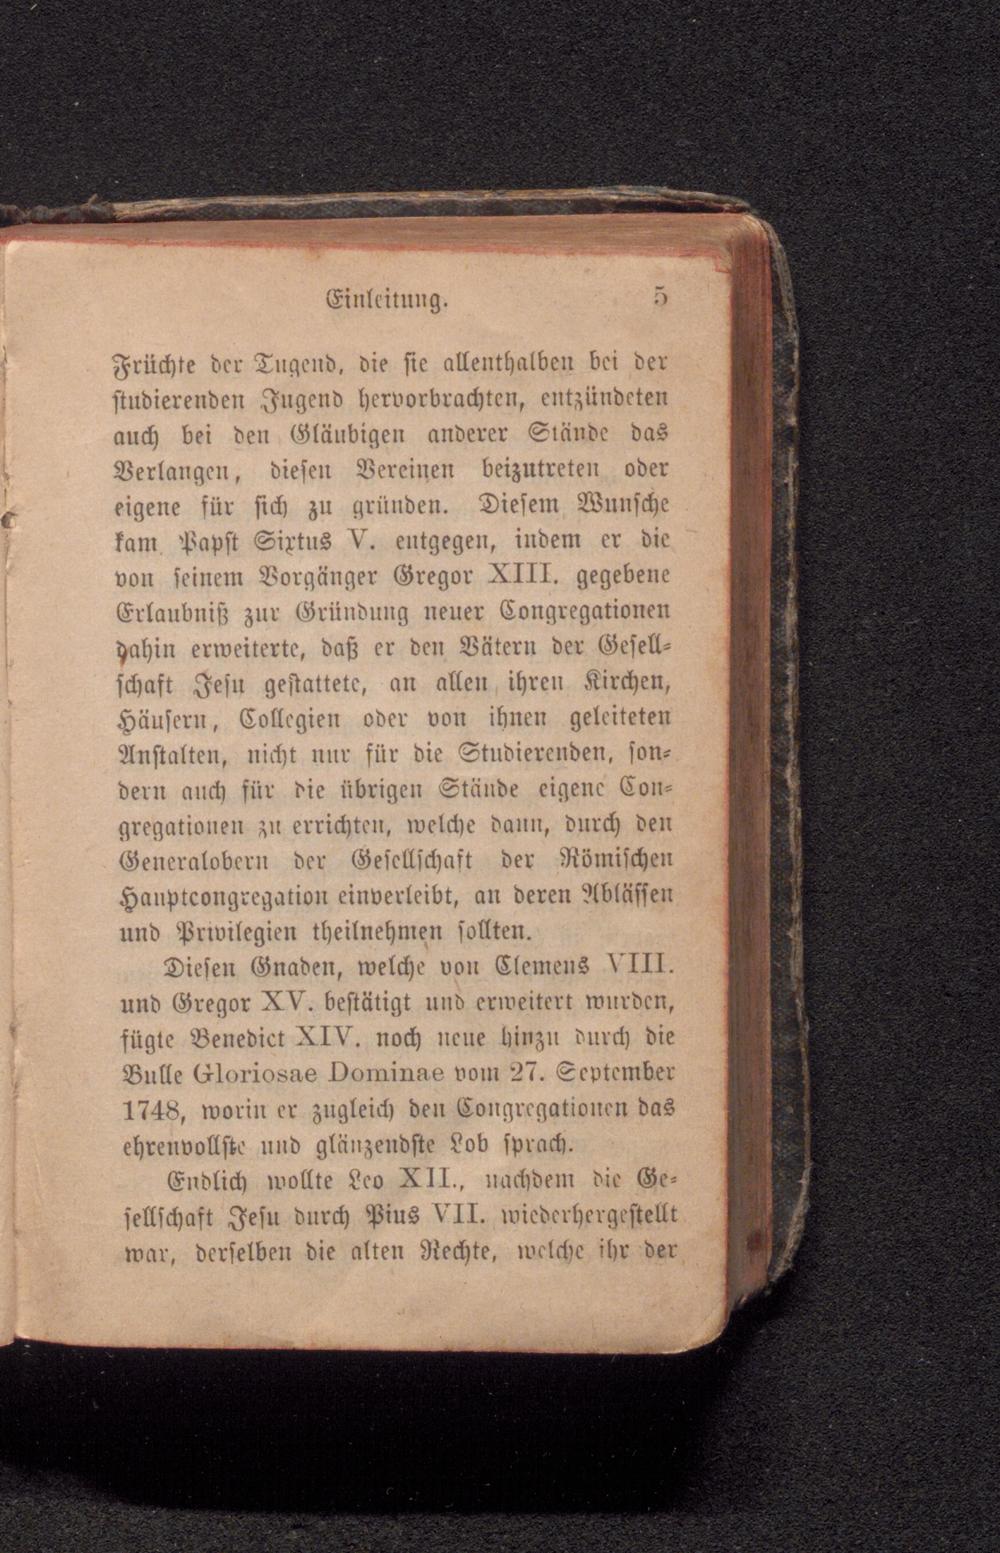 Einleitung. 5
Früchte der Tugend, die sie allenthalben bei der
studierenden Jugend hervorbrachten, entzündeten
auch bei den Gläubigen anderer Stände das
Verlangen, diesen Vereinen beizutreten oder
eigene für sich zu gründen. Diesem Wunsche
kam Papst Sixtus V. entgegen, indem er die
von seinem Vorgänger Gregor XIII. gegebene
Erlaubniß zur Gründung neuer Congregationen
dahin erweiterte, daß er den Vätern der Gesell-
schaft Jesu gestattete, an allen ihren Kirchen,
Häusern, Collegien oder von ihnen geleiteten
Anstalten, nicht nur für die Studierenden, son-
dern auch für die übrigen Stände eigene Con-
gregationen zu errichten, welche dann, durch den
Generalobern der Gesellschaft der Römischen
Hauptcongregation einverleibt, an deren Ablässen
und Privilegien theilnehmen sollten.
Diesen Gnaden, welche von Clemens VIII.
und Gregor XV. bestätigt und erweitert wurden,
fügte Benedict XIV. noch neue hinzu durch die
Bulle Gloriosae Dominae vom 27. September
1748, worin er zugleich den Congregationen das
ehrenvollste und glänzendste Lob sprach.
Endlich wollte Leo XII., nachdem die Ge-
sellschaft Jesu durch Pius VII. wiederhergestellt
war, derselben die alten Rechte, welche ihr der